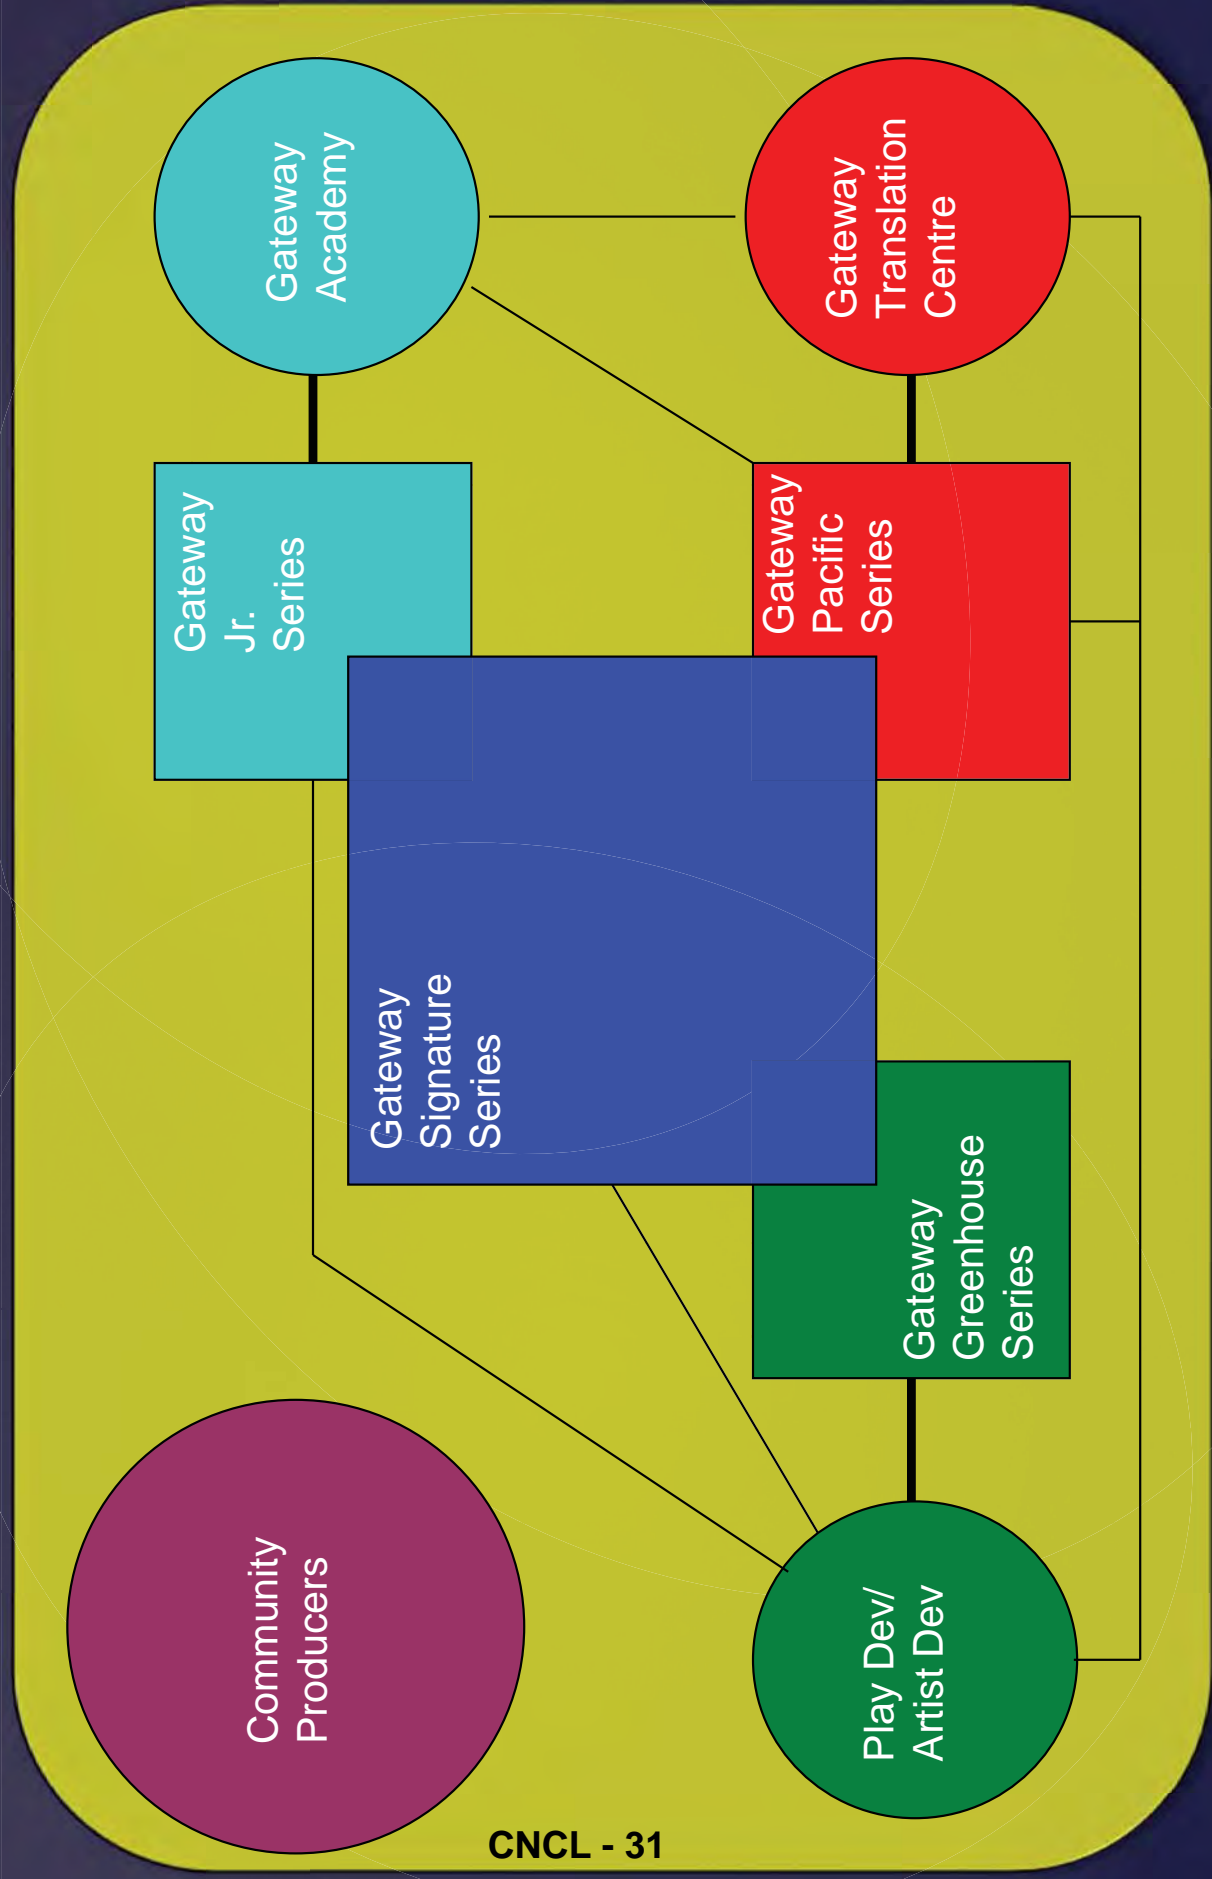 Community
Producers
Gateway
Jr.
Series
Gateway
Academy
Gateway
Signature
Series
Play Dev/
Artist Dev
Gateway
Greenhouse
Series
Gateway
Pacific
Series
Gateway
Translation
Centre
CNCL - 31